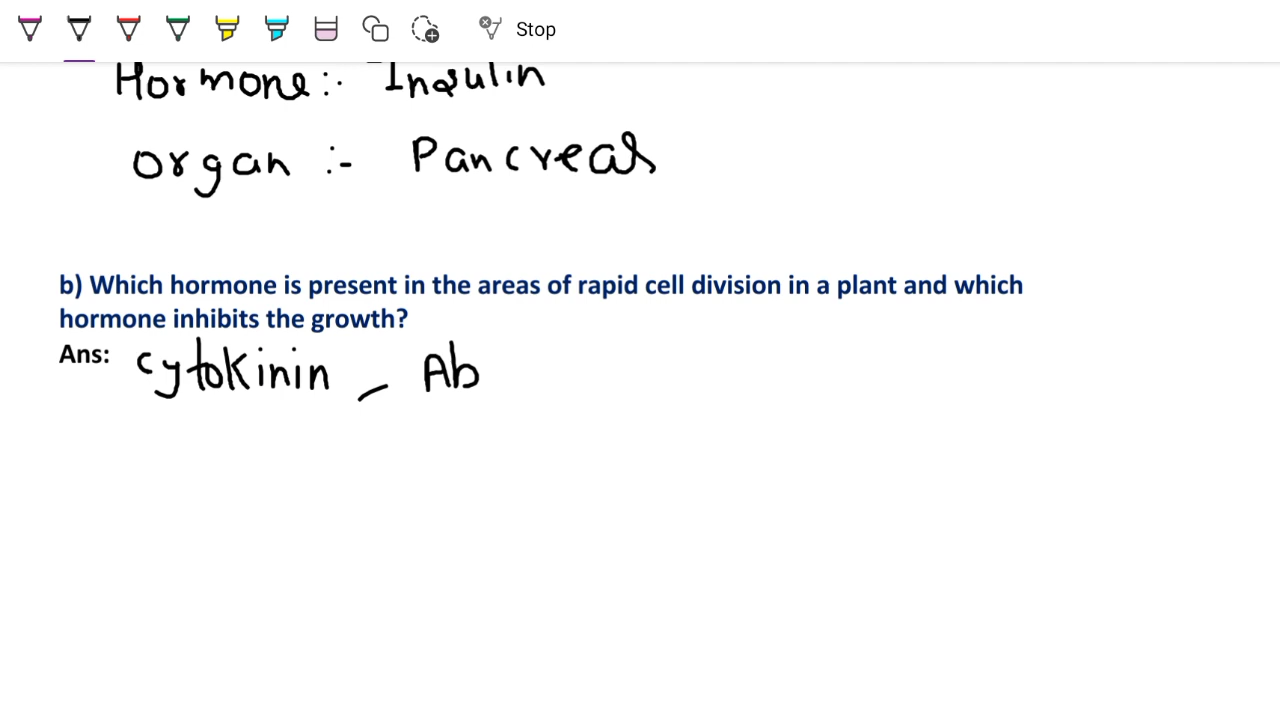 Stop
Hormone:- Insulin
Organ :- Pancreas
b) Which hormone is present in the areas of rapid cell division in a plant and which
hormone inhibits the growth?
Ans: Cytokinin - Ab